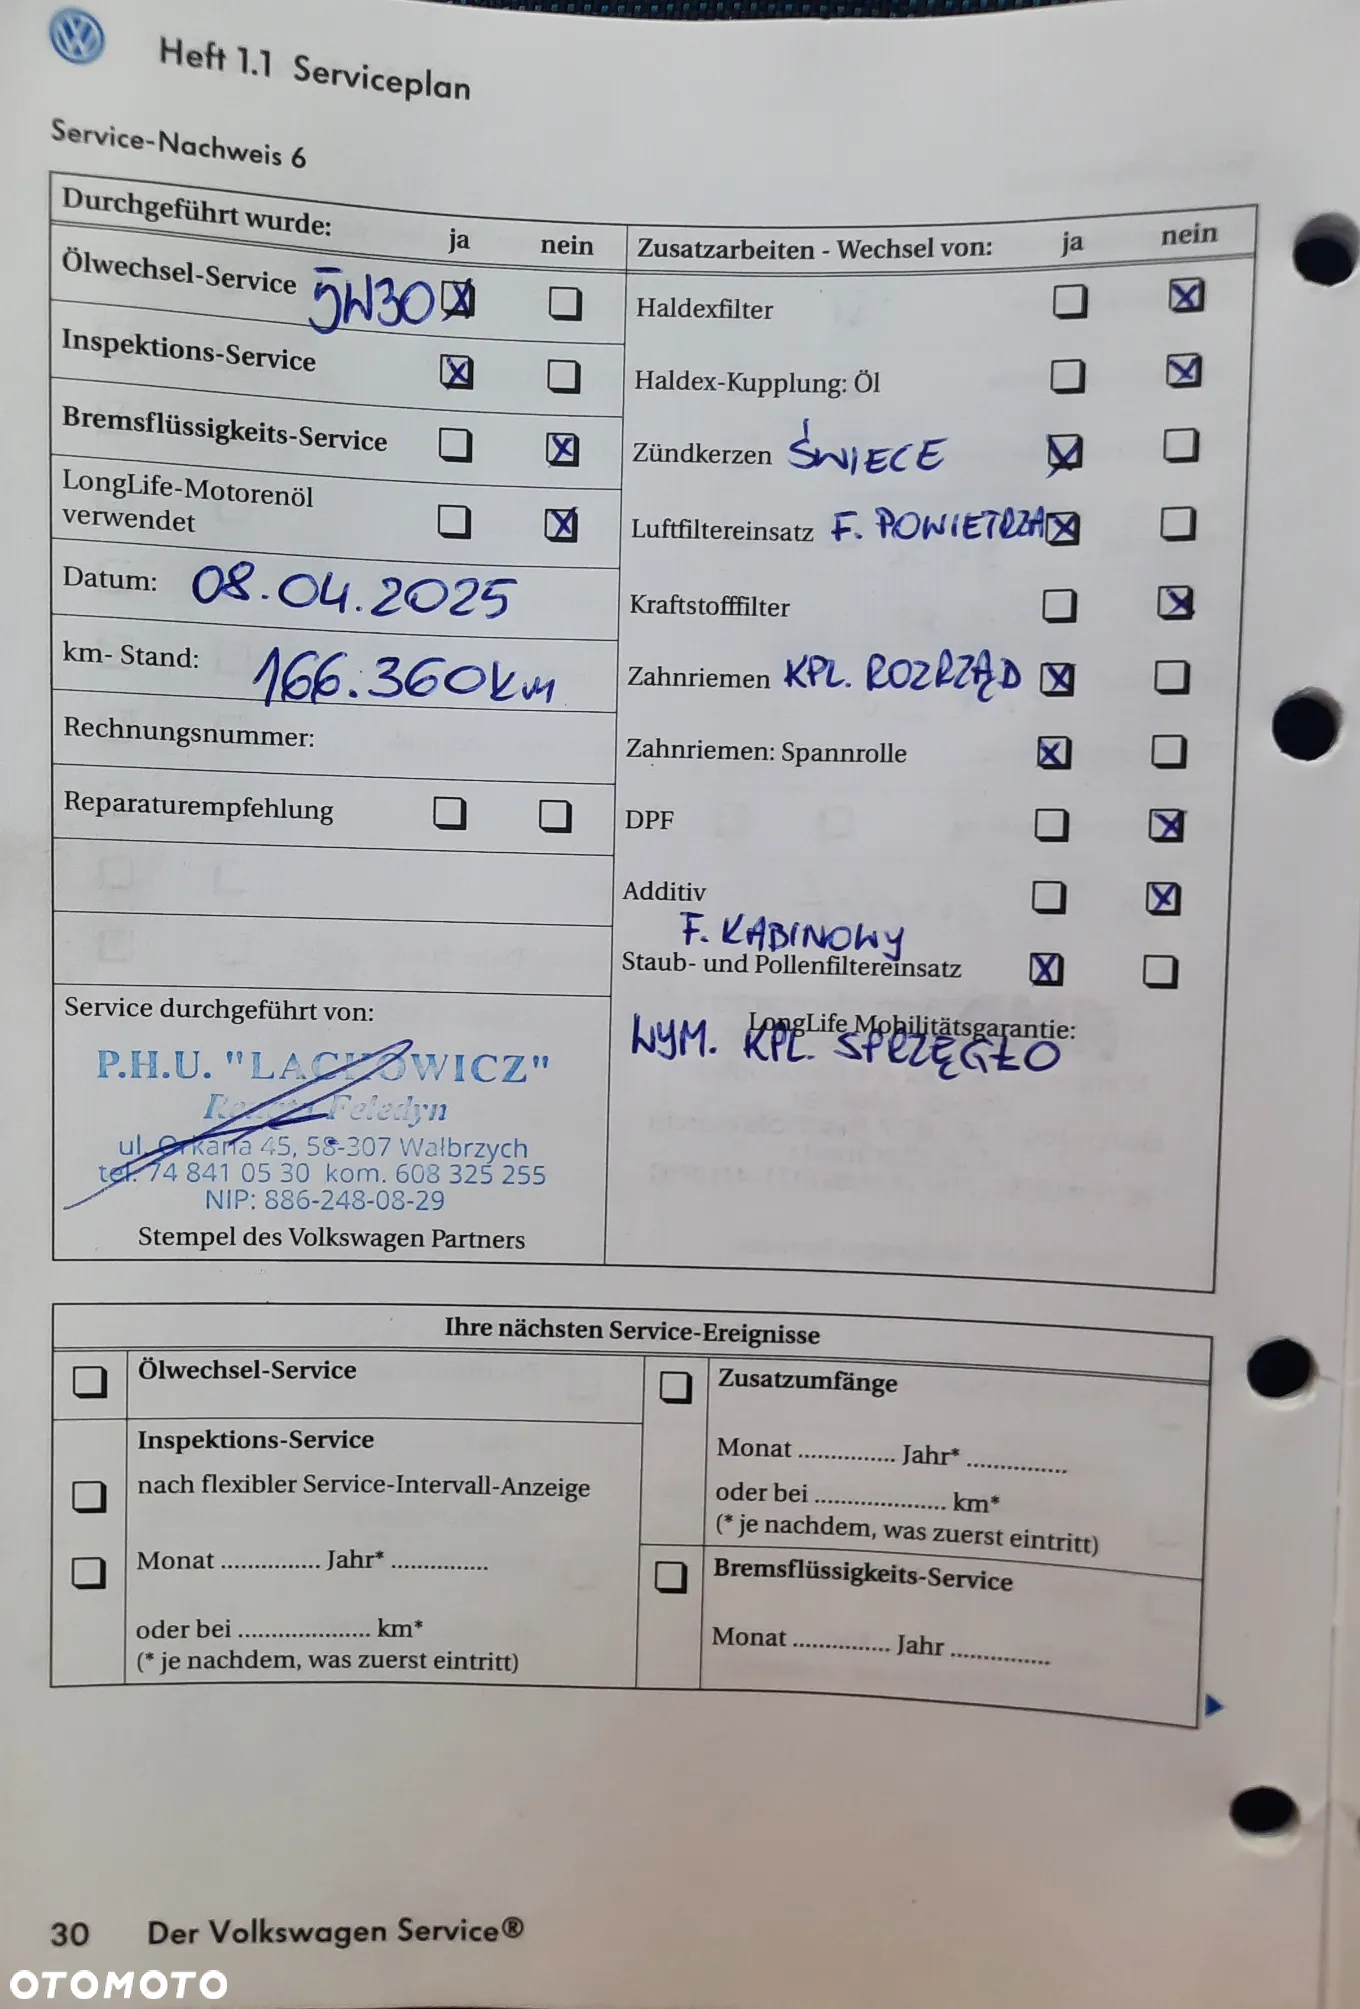 Heft 1.1 Serviceplan
Service-Nachweis 6
Durchgeführt wurde: ja nein
Ölwechsel-Service 5W30
Inspektions-Service
Bremsflüssigkeits-Service
LongLife-Motorenöl
verwendet
Datum: 08.04.2025
km- Stand: 166.360km
Rechnungsnummer:
Reparaturempfehlung
Service durchgeführt von:
P.H.U. "LACKOWICZ"
Feledyn
ul. Orkana 45, 58-307 Wałbrzych
tel. 74 841 05 30 kom. 608 325 255
NIP: 886-248-08-29
Stempel des Volkswagen Partners
Zusatzarbeiten - Wechsel von: ja nein
Haldexfilter
Haldex-Kupplung: Öl
Zündkerzen ŚWIECE
Luftfiltereinsatz F. POWIETRZA
Kraftstofffilter
Zahnriemen KPL. ROZRZĄD
Zahnriemen: Spannrolle
DPF
Additiv
F. KABINOWY
Staub- und Pollenfiltereinsatz
LongLife Mobilitätsgarantie:
WYM. KPL. SPRZĘGŁO
Ihre nächsten Service-Ereignisse
Ölwechsel-Service
Inspektions-Service
nach flexibler Service-Intervall-Anzeige
Monat ............... Jahr* ...............
oder bei .................... km*
(* je nachdem, was zuerst eintritt)
Zusatzumfänge
Monat ............... Jahr* ...............
oder bei .................... km*
(* je nachdem, was zuerst eintritt)
Bremsflüssigkeits-Service
Monat ............... Jahr ...............
30 Der Volkswagen Service®
OTOMOTO